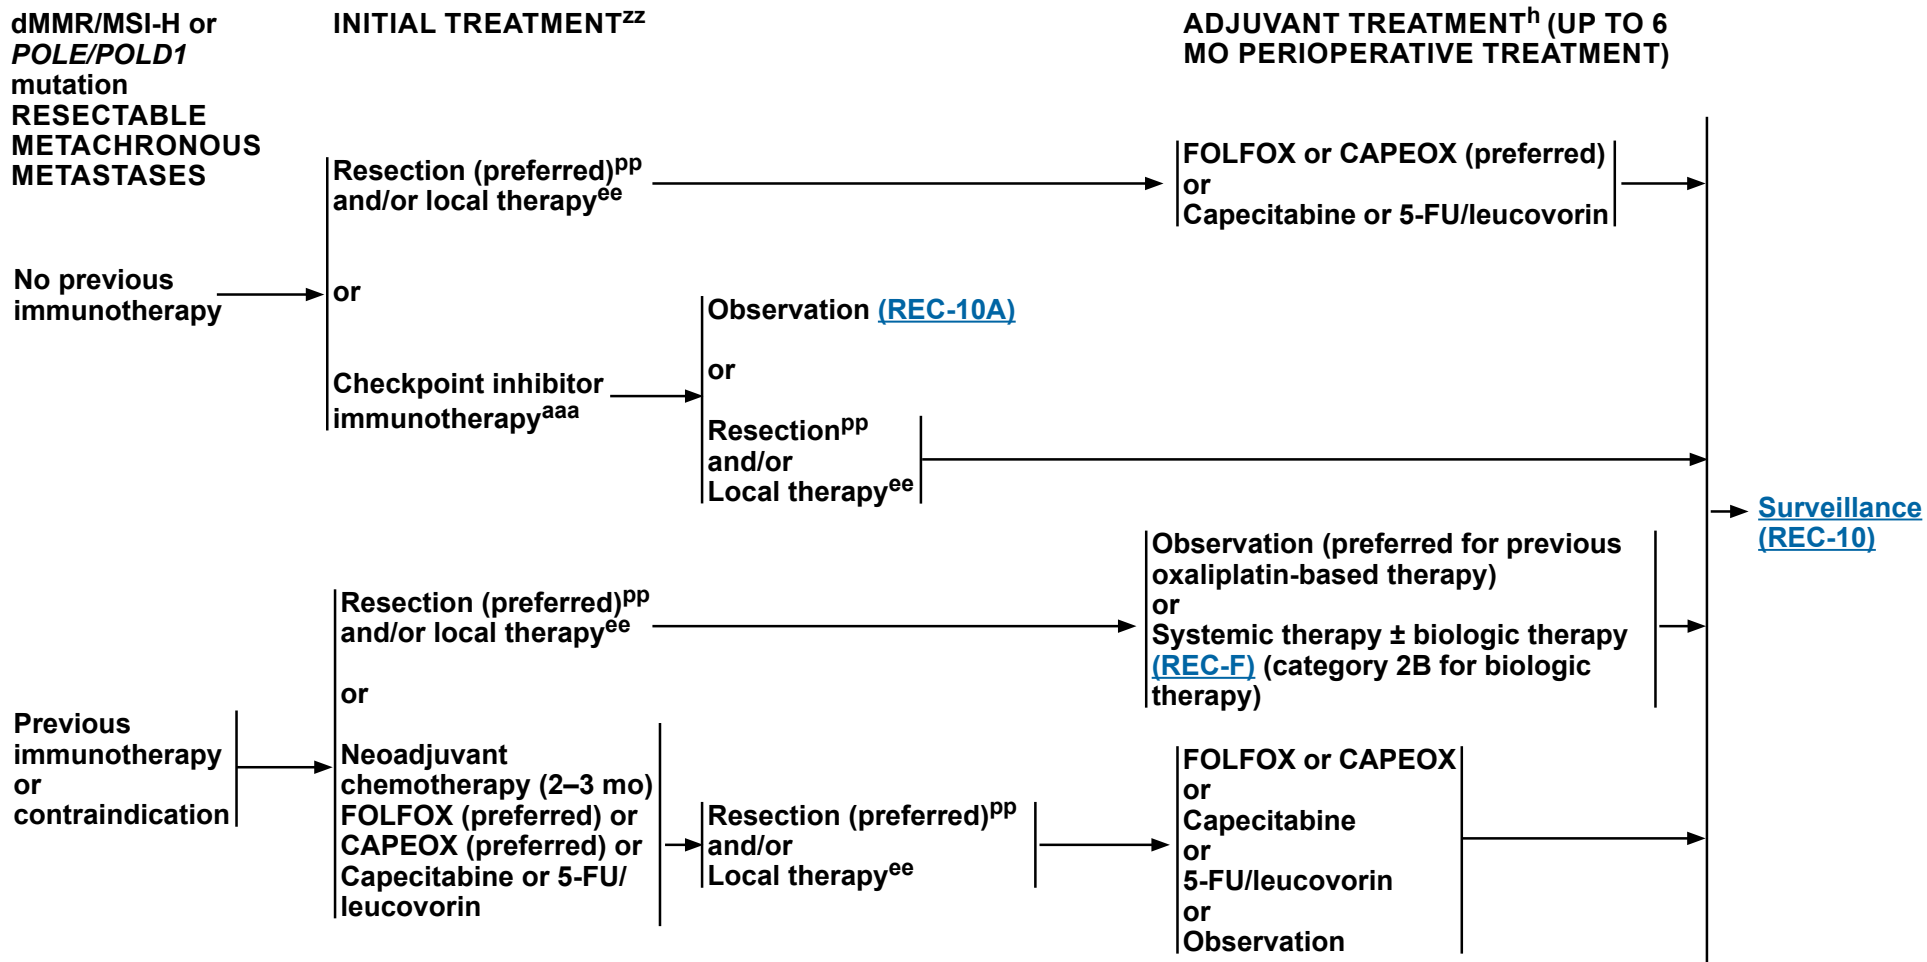 dMMR/MSI-H or
POLE/POLD1
mutation
RESECTABLE
METACHRONOUS
METASTASES
INITIAL TREATMENTzz
ADJUVANT TREATMENTh (UP TO 6
MO PERIOPERATIVE TREATMENT)
No previous
immunotherapy
Resection (preferred)pp
and/or local therapyee
or
Checkpoint inhibitor
immunotherapyaaa
Observation (REC-10A)
or
Resectionpp
and/or
Local therapyee
FOLFOX or CAPEOX (preferred)
or
Capecitabine or 5-FU/leucovorin
Previous
immunotherapy
or
contraindication
Resection (preferred)pp
and/or local therapyee
or
Neoadjuvant
chemotherapy (2–3 mo)
FOLFOX (preferred) or
CAPEOX (preferred) or
Capecitabine or 5-FU/
leucovorin
Resection (preferred)pp
and/or
Local therapyee
Observation (preferred for previous
oxaliplatin-based therapy)
or
Systemic therapy ± biologic therapy
(REC-F) (category 2B for biologic
therapy)
FOLFOX or CAPEOX
or
Capecitabine
or
5-FU/leucovorin
or
Observation
Surveillance
(REC-10)